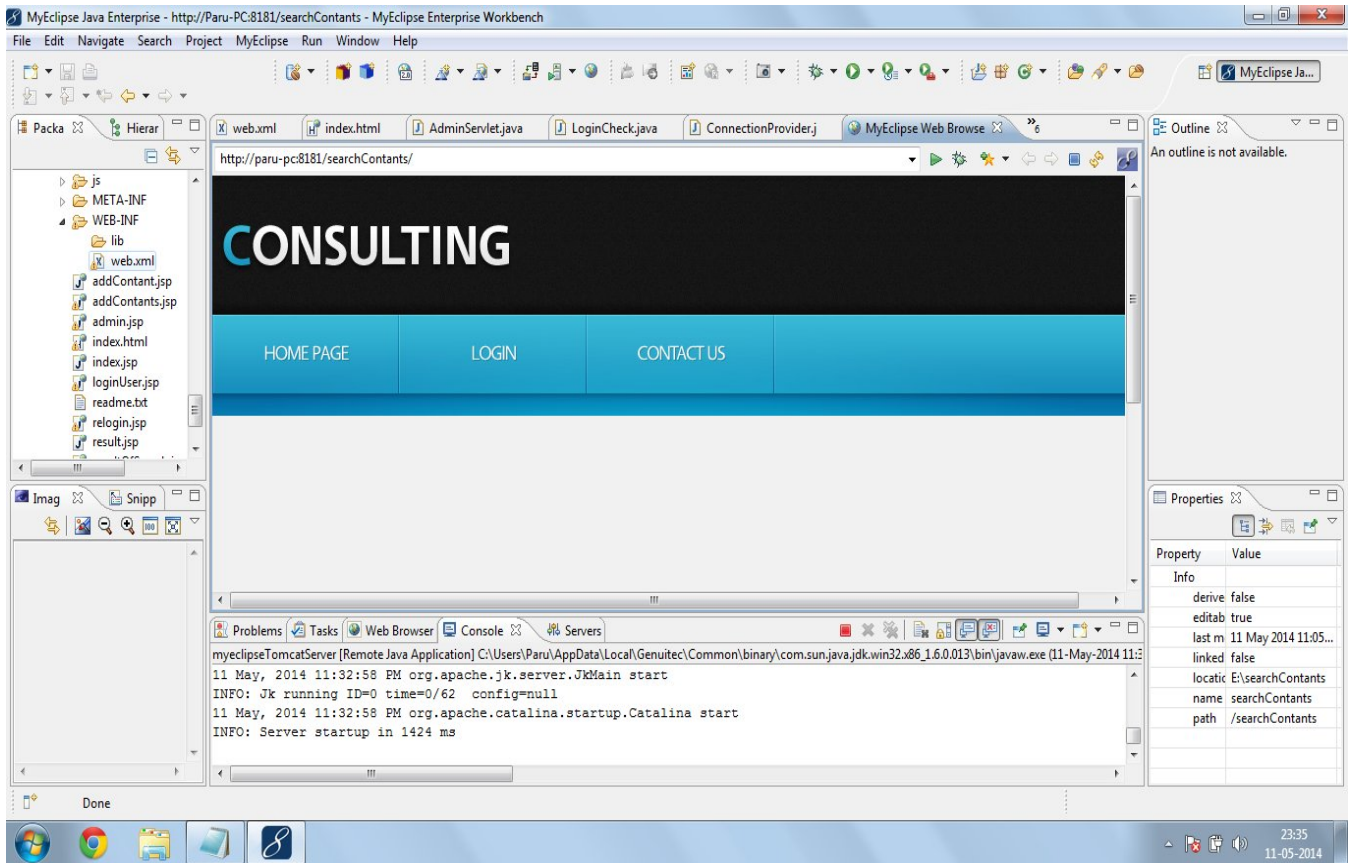 MyEclipse Java Enterprise - http://Paru-PC:8181/searchContants - MyEclipse Enterprise Workbench
File Edit Navigate Search Project MyEclipse Run Window Help
MyEclipse Ja...
Packa Hierar
web.xml index.html AdminServlet.java LoginCheck.java ConnectionProvider.j MyEclipse Web Browse »6
Outline
http://paru-pc:8181/searchContants/
An outline is not available.
js
META-INF
WEB-INF
lib
web.xml
addContant.jsp
addContants.jsp
admin.jsp
index.html
index.jsp
loginUser.jsp
readme.txt
relogin.jsp
result.jsp
CONSULTING
HOME PAGE LOGIN CONTACT US
Imag Snipp
Properties
Property Value
Info
derive false
editab true
last m 11 May 2014 11:05...
linked false
locatic E:\searchContants
name searchContants
path /searchContants
Problems Tasks Web Browser Console Servers
myeclipseTomcatServer [Remote Java Application] C:\Users\Paru\AppData\Local\Genuitec\Common\binary\com.sun.java.jdk.win32.x86_1.6.0.013\bin\javaw.exe (11-May-2014 11:3
11 May, 2014 11:32:58 PM org.apache.jk.server.JkMain start
INFO: Jk running ID=0 time=0/62 config=null
11 May, 2014 11:32:58 PM org.apache.catalina.startup.Catalina start
INFO: Server startup in 1424 ms
Done
23:35
11-05-2014